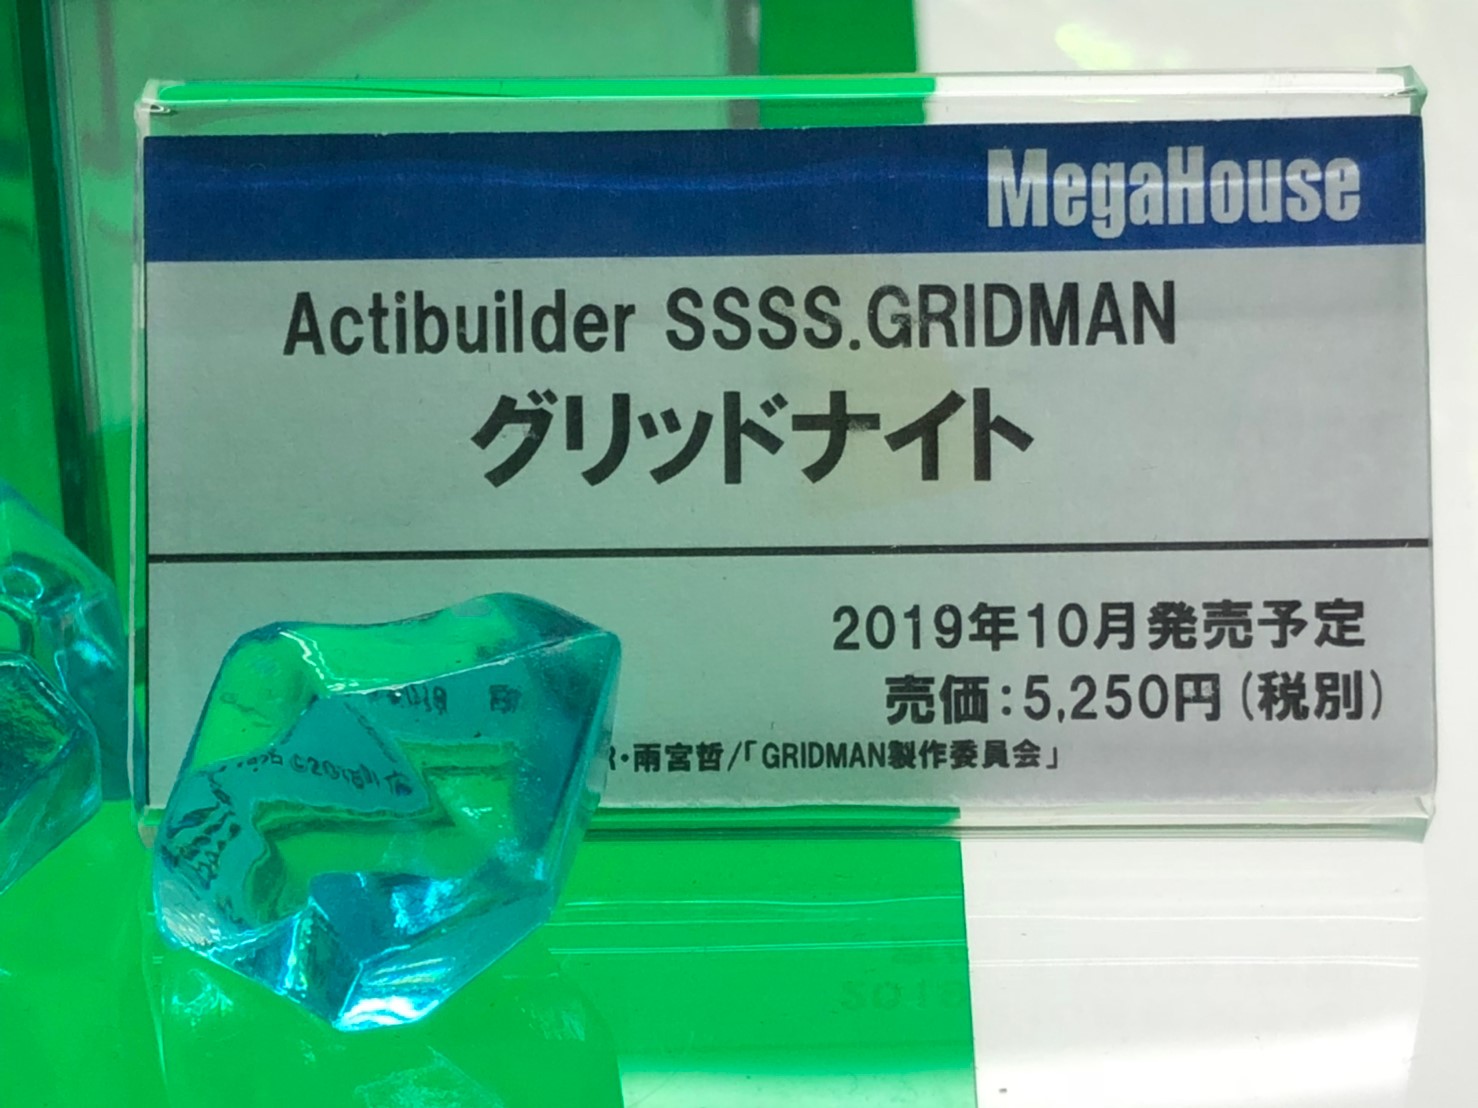 MegaHouse
Actibuilder SSSS.GRIDMAN
グリッドナイト
2019年10月発売予定
売価:5,250円(税別)
・雨宮哲/「GRIDMAN製作委員会」